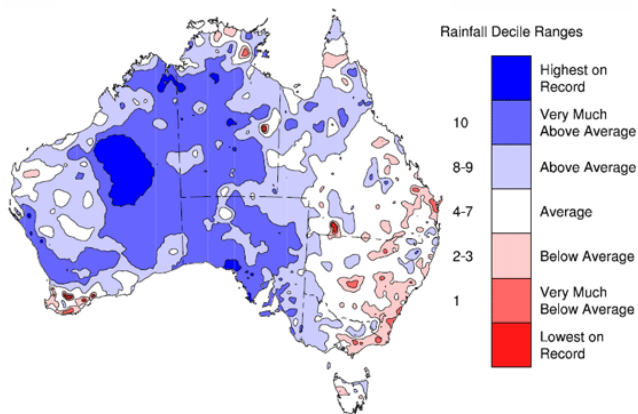 Rainfall Decile Ranges
Highest on
Record
10
Very Much
Above Average
8-9
Above Average
4-7
Average
2-3
Below Average
1
Very Much
Below Average
Lowest on
Record